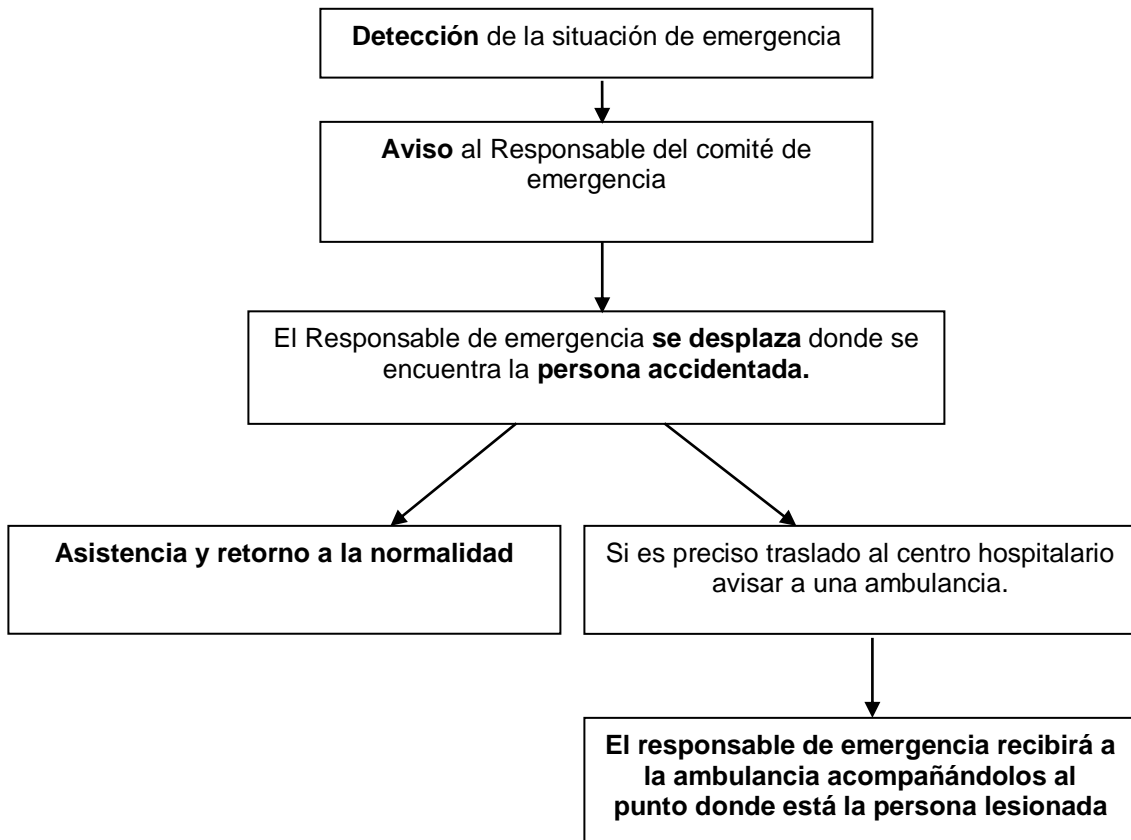 Detección de la situación de emergencia
Aviso al Responsable del comité de
emergencia
El Responsable de emergencia se desplaza donde se
encuentra la persona accidentada.
Asistencia y retorno a la normalidad
Si es preciso traslado al centro hospitalario
avisar a una ambulancia.
El responsable de emergencia recibirá a
la ambulancia acompáñándolos al
punto donde está la persona lesionada